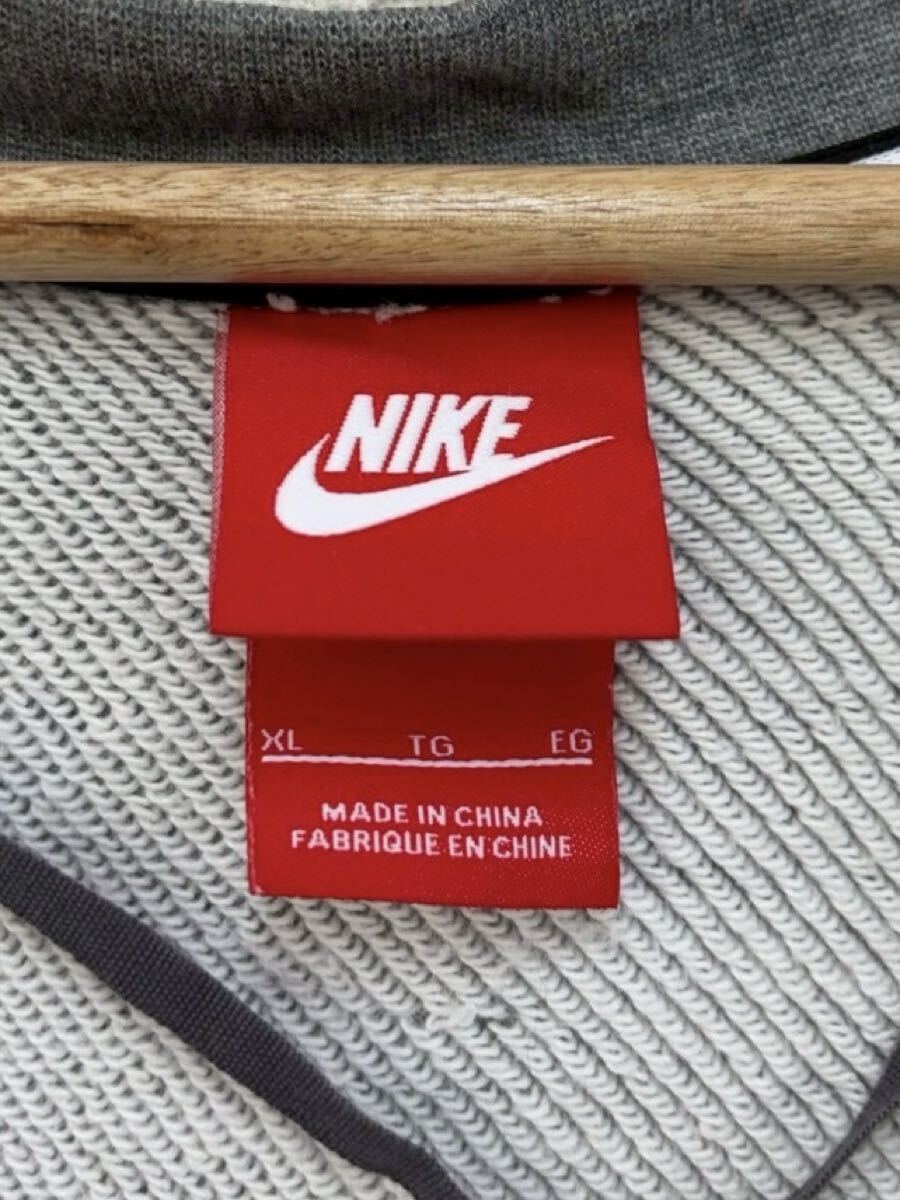 NIKE
XL TG EG
MADE IN CHINA
FABRIQUE EN CHINE